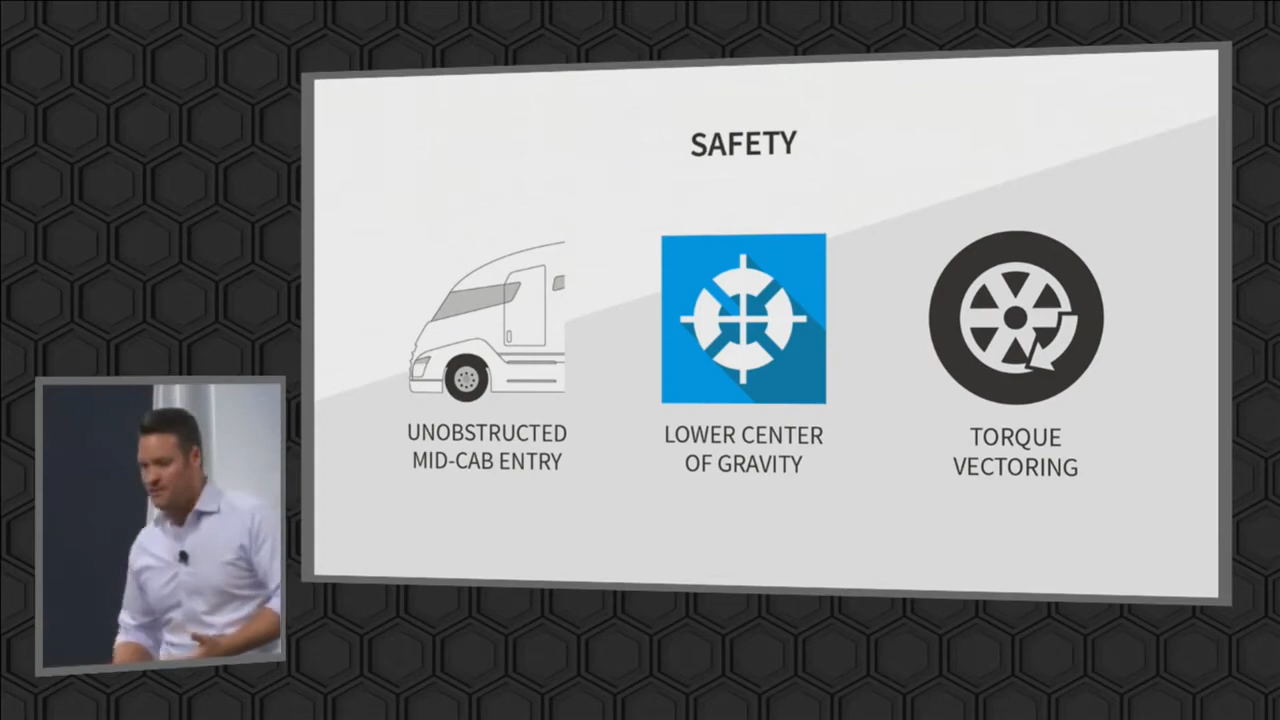 SAFETY
UNOBSTRUCTED
MID-CAB ENTRY
LOWER CENTER
OF GRAVITY
TORQUE
VECTORING